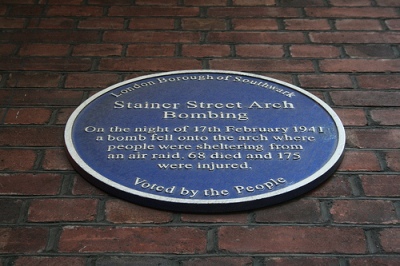 London Borough of Southwark
Stainer Street Arch
Bombing
On the night of 17th February 1941
a bomb fell onto the arch where
people were sheltering from
an air raid. 68 died and 175
were injured.
Voted by the People